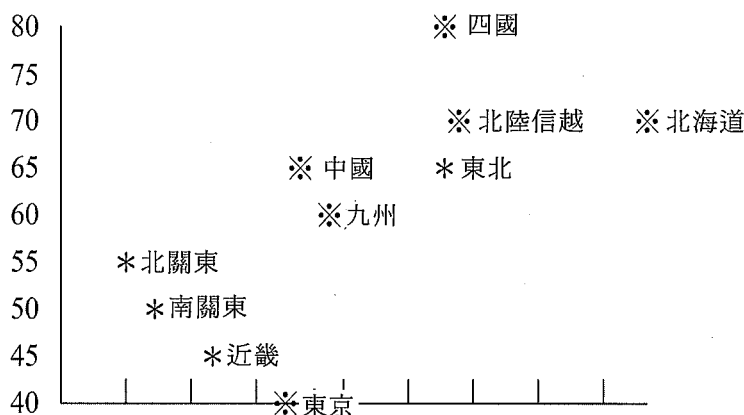 80 ※ 四國
75
70 ※ 北陸信越 ※ 北海道
65 ※ 中國 * 東北
60 ※ 九州
55 * 北關東
50 * 南關東
45 * 近畿
40 ※ 東京